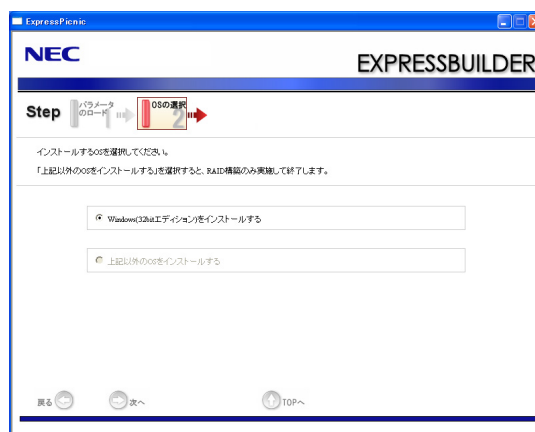 ExpressPicnic
NEC
EXPRESSBUILDER
Step パラメータのロード 1 OSの選択 2
インストールするOSを選択してください。
「上記以外のOSをインストールする」を選択すると、RAID構築のみ実施して終了します。
Windows(32bitエディション)をインストールする
上記以外のOSをインストールする
戻る 次へ TOPへ